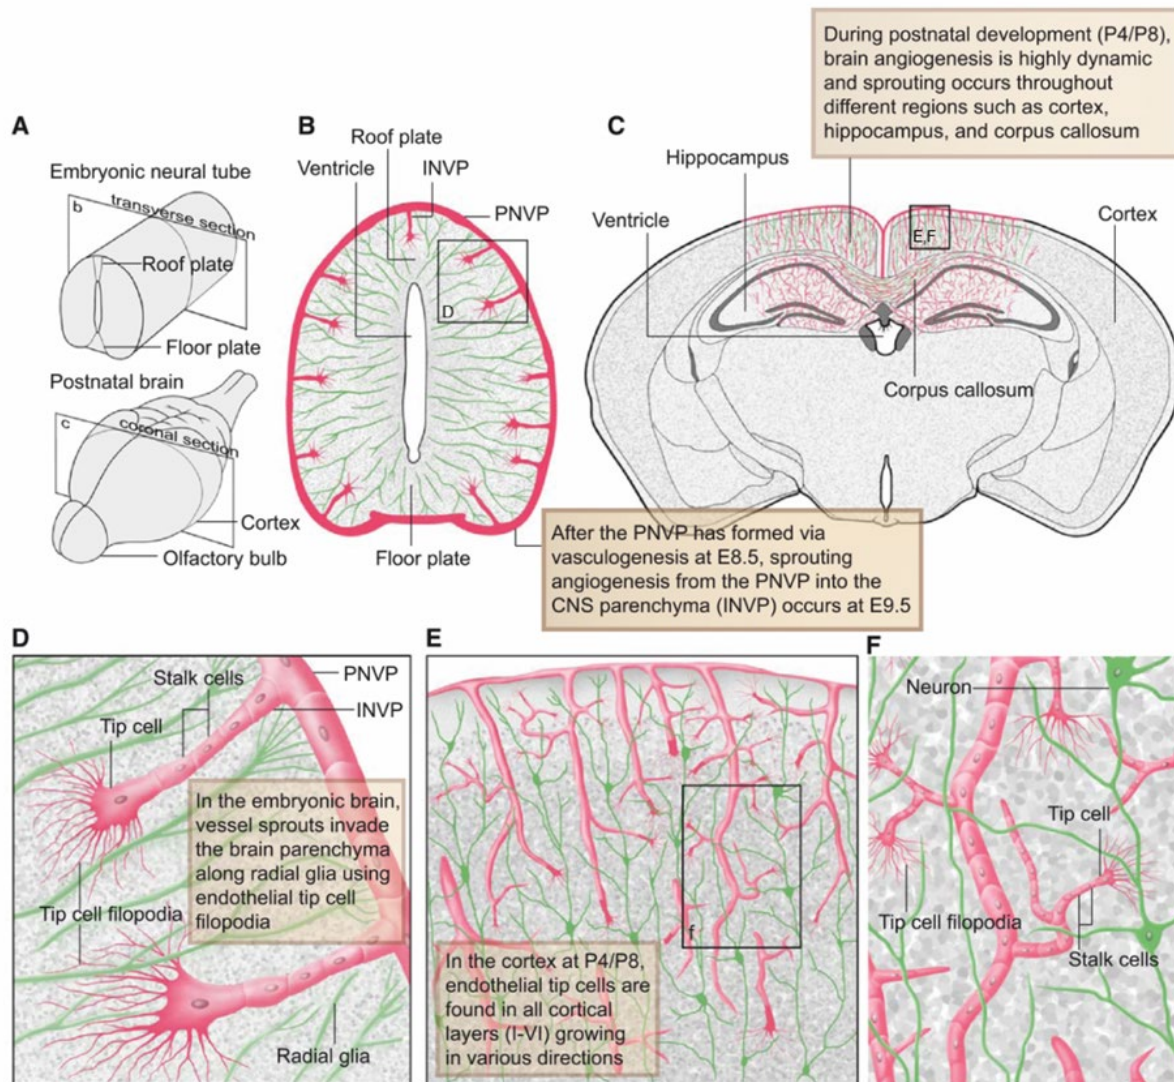 During postnatal development (P4/P8),
brain angiogenesis is highly dynamic
and sprouting occurs throughout
different regions such as cortex,
hippocampus, and corpus callosum
A
Embryonic neural tube
b
transverse section
Roof plate
Floor plate
Postnatal brain
c
coronal section
Cortex
Olfactory bulb
B
Roof plate
Ventricle
INVP
PNVP
D
Floor plate
C
Hippocampus
Ventricle
E,F
Cortex
Corpus callosum
After the PNVP has formed via
vasculogenesis at E8.5, sprouting
angiogenesis from the PNVP into the
CNS parenchyma (INVP) occurs at E9.5
D
Stalk cells
PNVP
INVP
Tip cell
In the embryonic brain,
vessel sprouts invade
the brain parenchyma
along radial glia using
endothelial tip cell
filopodia
Tip cell filopodia
Radial glia
E
f
In the cortex at P4/P8,
endothelial tip cells are
found in all cortical
layers (I-VI) growing
in various directions
F
Neuron
Tip cell
Tip cell filopodia
Stalk cells